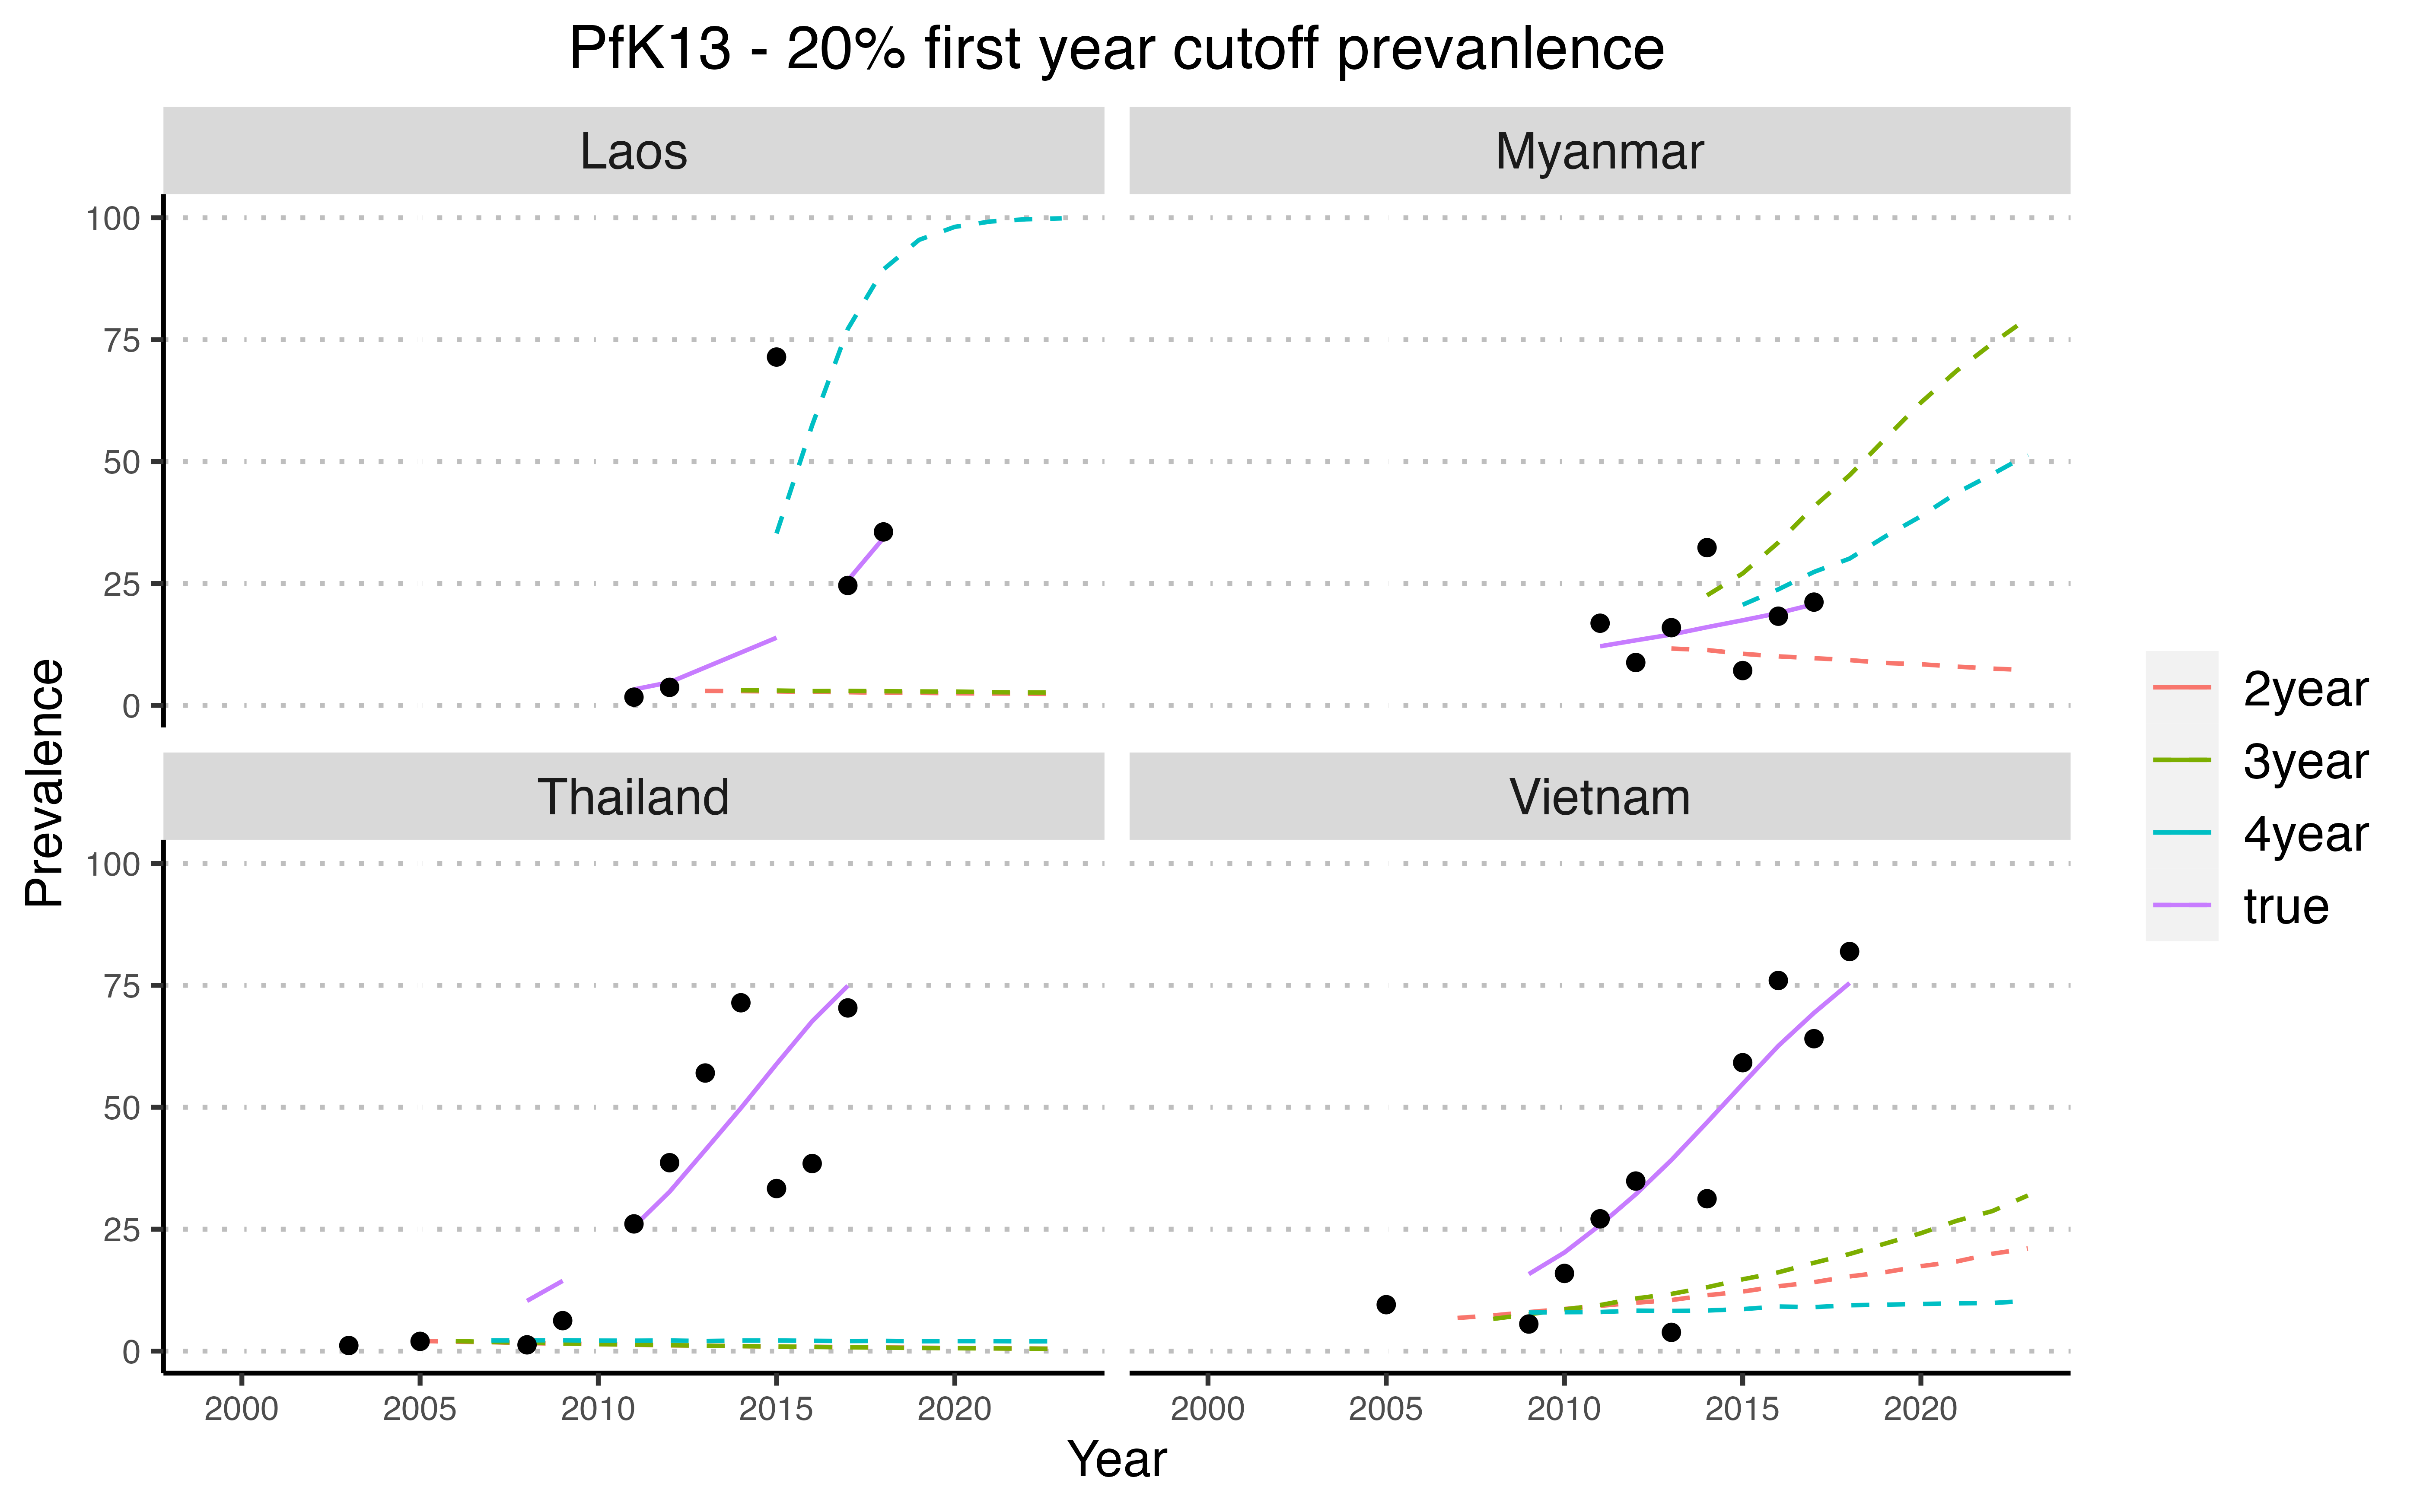 PfK13 - 20% first year cutoff prevanlence
Laos
Myanmar
100
75
50
25
0
Thailand
Vietnam
100
75
50
25
0
2000 2005 2010 2015 2020
2000 2005 2010 2015 2020
Year
Prevalence
2year
3year
4year
true